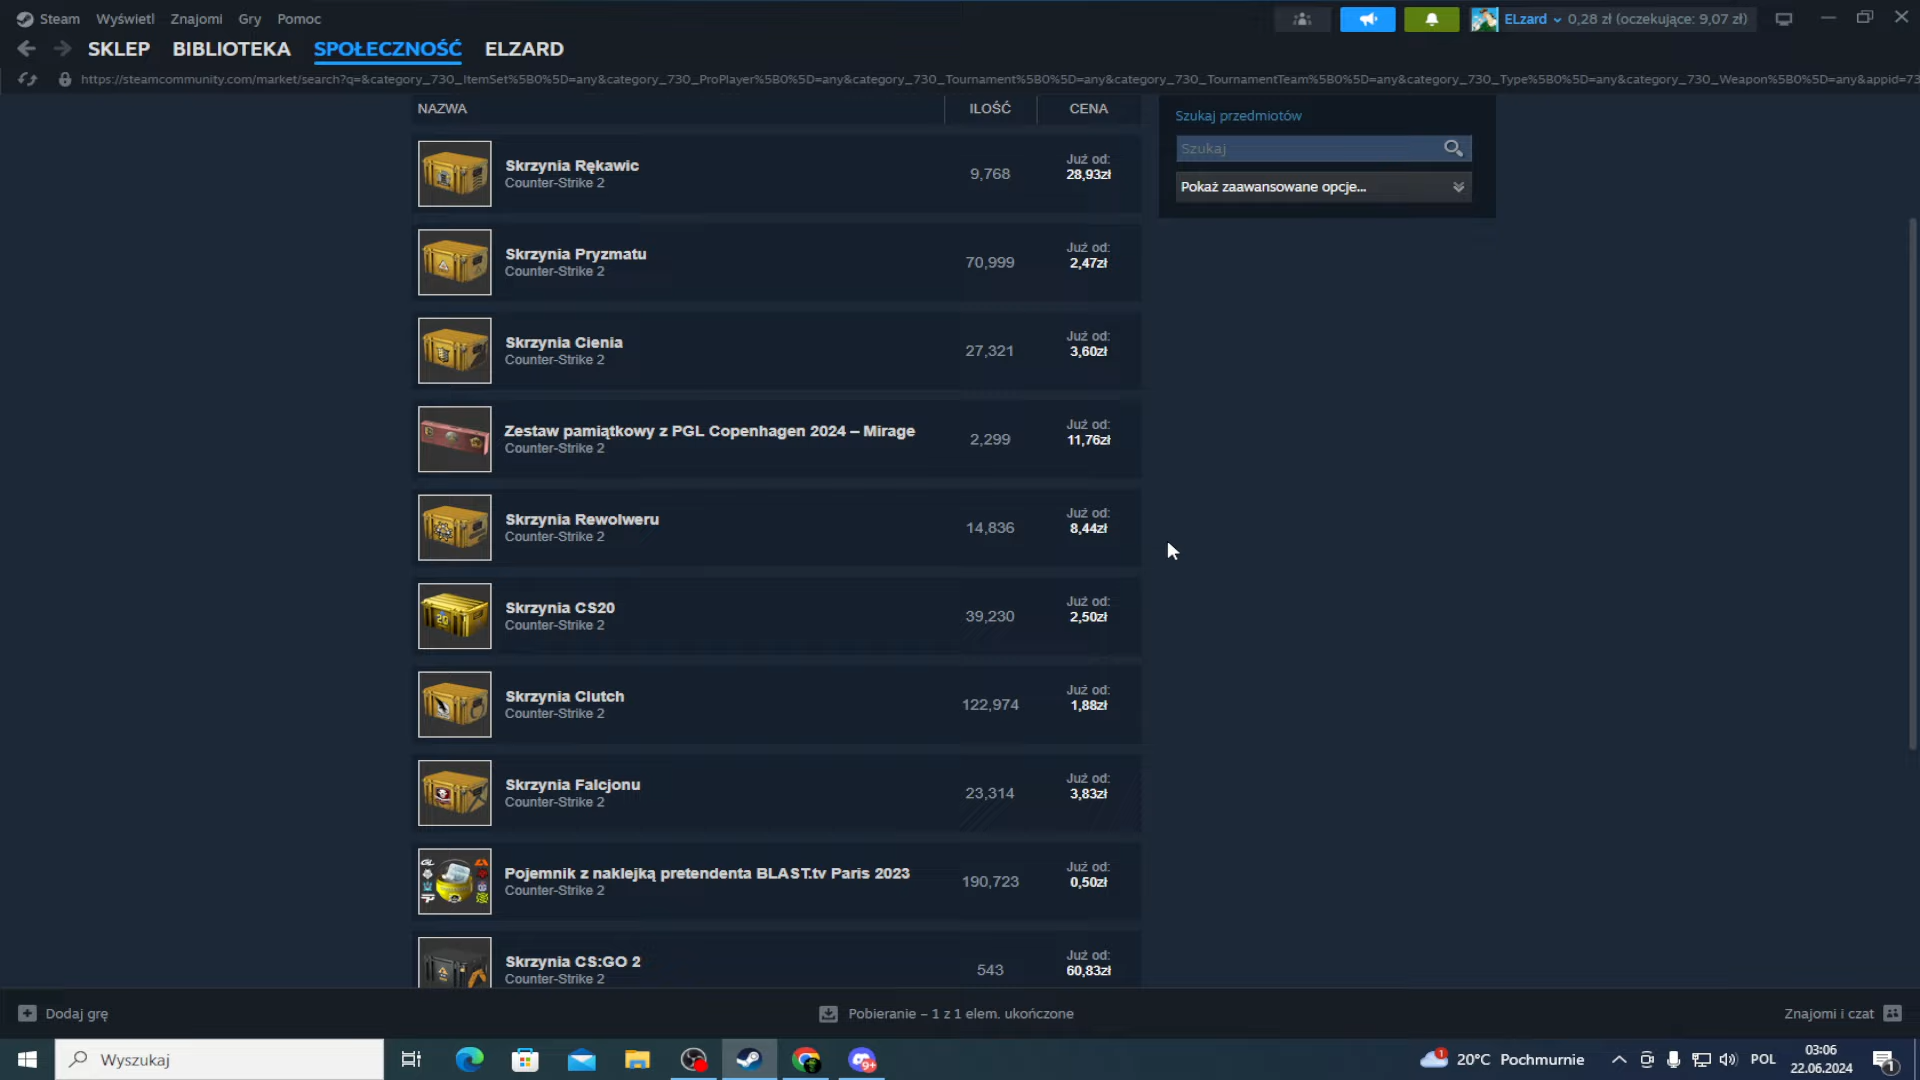 Steam Wyświetl Znajomi Gry Pomoc
ELzard 0,28 zł (oczekujące: 9,07 zł)
SKLEP BIBLIOTEKA SPOŁECZNOŚĆ ELZARD
https://steamcommunity.com/market/search?q=&category_730_ItemSet%5B0%5D=any&category_730_ProPlayer%5B0%5D=any&category_730_Tournament%5B0%5D=any&category_730_TournamentTeam%5B0%5D=any&category_730_Type%5B0%5D=any&category_730_Weapon%5B0%5D=any&appid=73
NAZWA ILOŚĆ CENA
Szukaj przedmiotów
Szukaj
Pokaż zaawansowane opcje...
Skrzynia Rękawic
Counter-Strike 2
9,768
Już od:
28,93zł
Skrzynia Pryzmatu
Counter-Strike 2
70,999
Już od:
2,47zł
Skrzynia Cienia
Counter-Strike 2
27,321
Już od:
3,60zł
Zestaw pamiątkowy z PGL Copenhagen 2024 – Mirage
Counter-Strike 2
2,299
Już od:
11,76zł
Skrzynia Rewolweru
Counter-Strike 2
14,836
Już od:
8,44zł
Skrzynia CS20
Counter-Strike 2
39,230
Już od:
2,50zł
Skrzynia Clutch
Counter-Strike 2
122,974
Już od:
1,88zł
Skrzynia Falcjonu
Counter-Strike 2
23,314
Już od:
3,83zł
Pojemnik z naklejką pretendenta BLAST.tv Paris 2023
Counter-Strike 2
190,723
Już od:
0,50zł
Skrzynia CS:GO 2
Counter-Strike 2
543
Już od:
60,83zł
Dodaj grę
Pobieranie – 1 z 1 elem. ukończone
Znajomi i czat
Wyszukaj
9+
1
20°C Pochmurnie
POL
03:06
22.06.2024
1